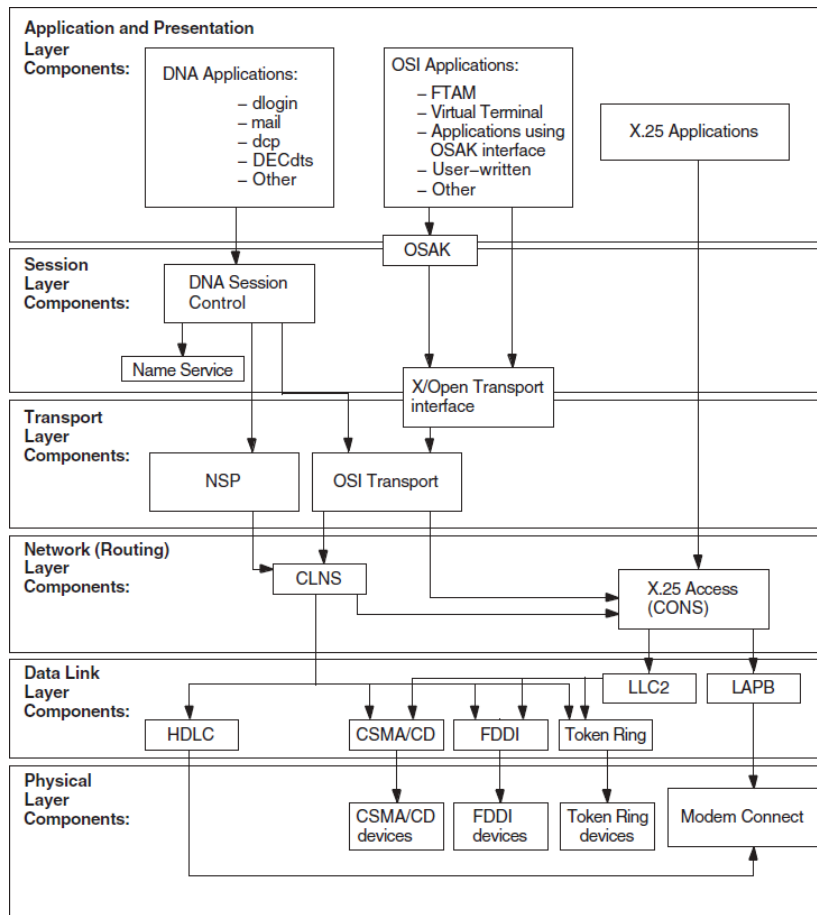 Application and Presentation
Layer
Components:
DNA Applications:
– dlogin
– mail
– dcp
– DECdts
– Other
OSI Applications:
– FTAM
– Virtual Terminal
– Applications using
OSAK interface
– User–written
– Other
X.25 Applications
OSAK
Session
Layer
Components:
DNA Session
Control
Name Service
X/Open Transport
interface
Transport
Layer
Components:
NSP
OSI Transport
Network (Routing)
Layer
Components:
CLNS
X.25 Access
(CONS)
Data Link
Layer
Components:
LLC2
LAPB
HDLC
CSMA/CD
FDDI
Token Ring
Physical
Layer
Components:
CSMA/CD
devices
FDDI
devices
Token Ring
devices
Modem Connect